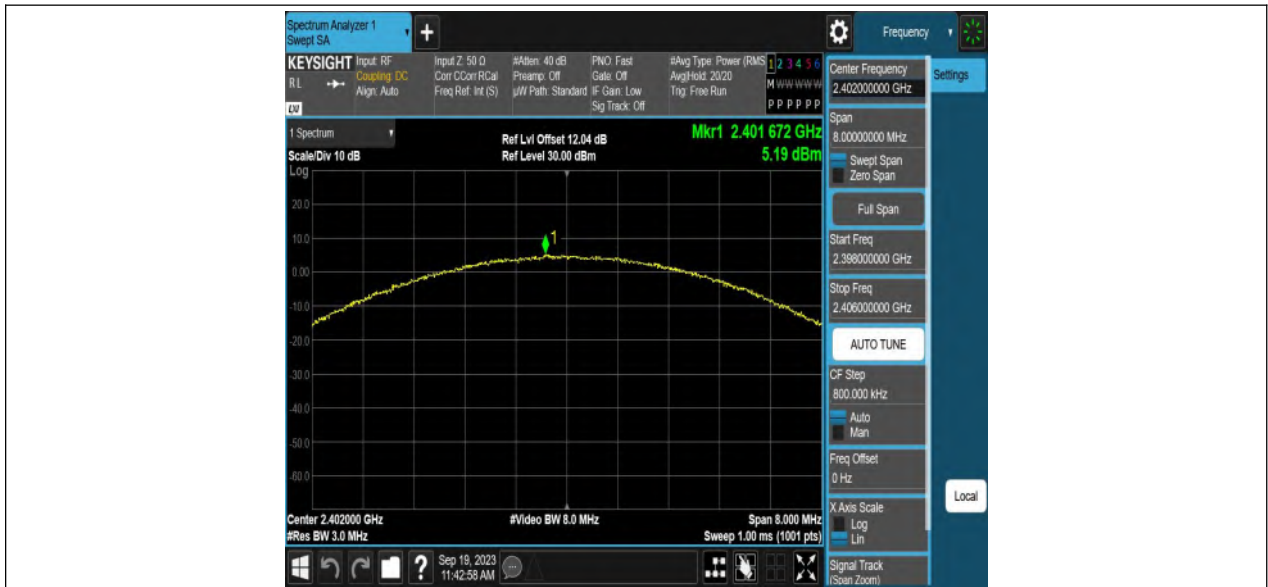 Spectrum Analyzer 1
Swept SA
+
Frequency
KEYSIGHT
RL
LXI
Input: RF
Coupling: DC
Align: Auto
Input Z: 50 Ω
Corr CCorr RCal
Freq Ref: Int (S)
#Atten: 40 dB
Preamp: Off
µW Path: Standard
PNO: Fast
Gate: Off
IF Gain: Low
Sig Track: Off
#Avg Type: Power (RMS
Avg|Hold: 20/20
Trig: Free Run
1 2 3 4 5 6
M W W W W W
P P P P P P
1 Spectrum
Scale/Div 10 dB
Log
Ref Lvl Offset 12.04 dB
Ref Level 30.00 dBm
Mkr1 2.401 672 GHz
5.19 dBm
20.0
10.0
0.00
-10.0
-20.0
-30.0
-40.0
-50.0
-60.0
1
Center 2.402000 GHz
#Res BW 3.0 MHz
#Video BW 8.0 MHz
Span 8.000 MHz
Sweep 1.00 ms (1001 pts)
?
Sep 19, 2023
11:42:58 AM
Center Frequency
2.402000000 GHz
Span
8.00000000 MHz
Swept Span
Zero Span
Full Span
Start Freq
2.398000000 GHz
Stop Freq
2.406000000 GHz
AUTO TUNE
CF Step
800.000 kHz
Auto
Man
Freq Offset
0 Hz
X Axis Scale
Log
Lin
Signal Track
(Span Zoom)
Settings
Local